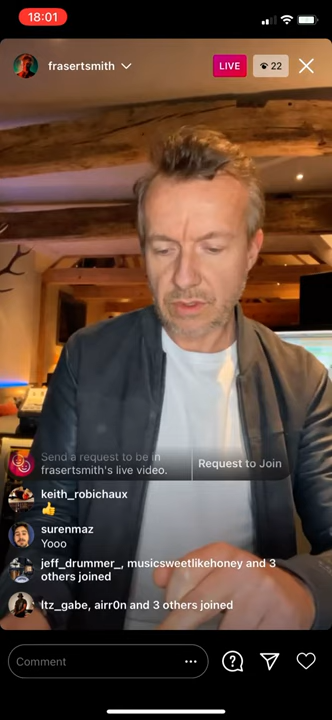 18:01
frasertsmith
LIVE
22
Send a request to be in
frasertsmith's live video.
Request to Join
keith_robichaux
👍
surenmaz
Yooo
jeff_drummer_, musicsweetlikehoney and 3
others joined
Itz_gabe, airr0n and 3 others joined
Comment